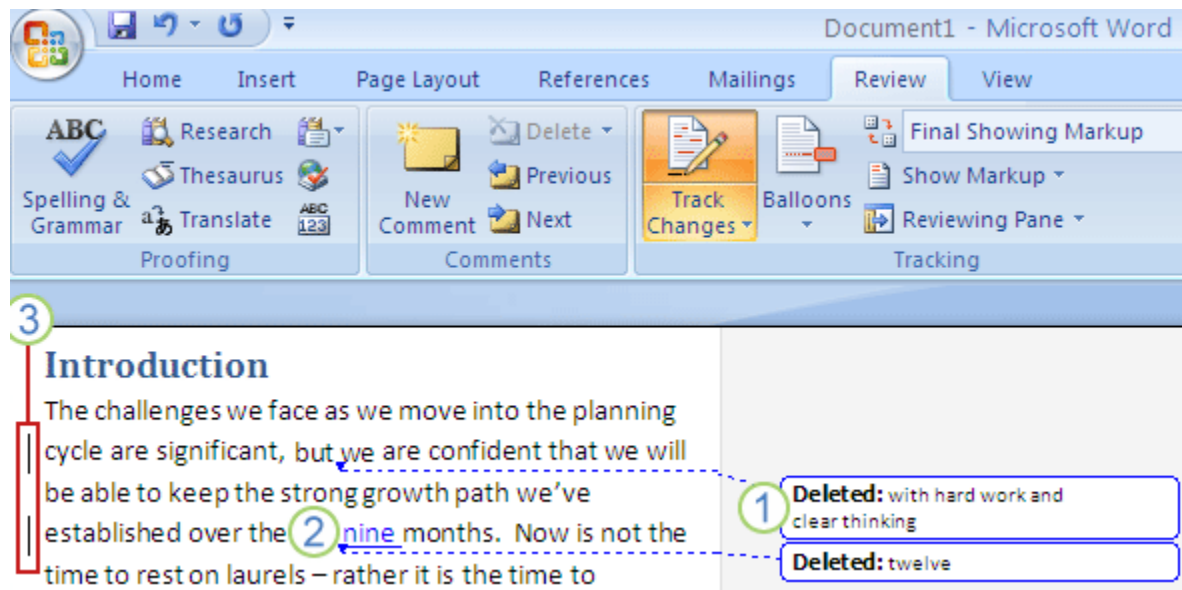 Document1 - Microsoft Word
Home Insert Page Layout References Mailings Review View
ABC Research Delete Final Showing Markup
Thesaurus Previous Show Markup
Spelling & Grammar Translate ABC 123 New Comment Next Track Changes Balloons Reviewing Pane
Proofing Comments Tracking
3
Introduction
The challenges we face as we move into the planning
cycle are significant, but we are confident that we will
be able to keep the strong growth path we’ve
1 Deleted: with hard work and
clear thinking
established over the 2 nine months. Now is not the
Deleted: twelve
time to rest on laurels – rather it is the time to